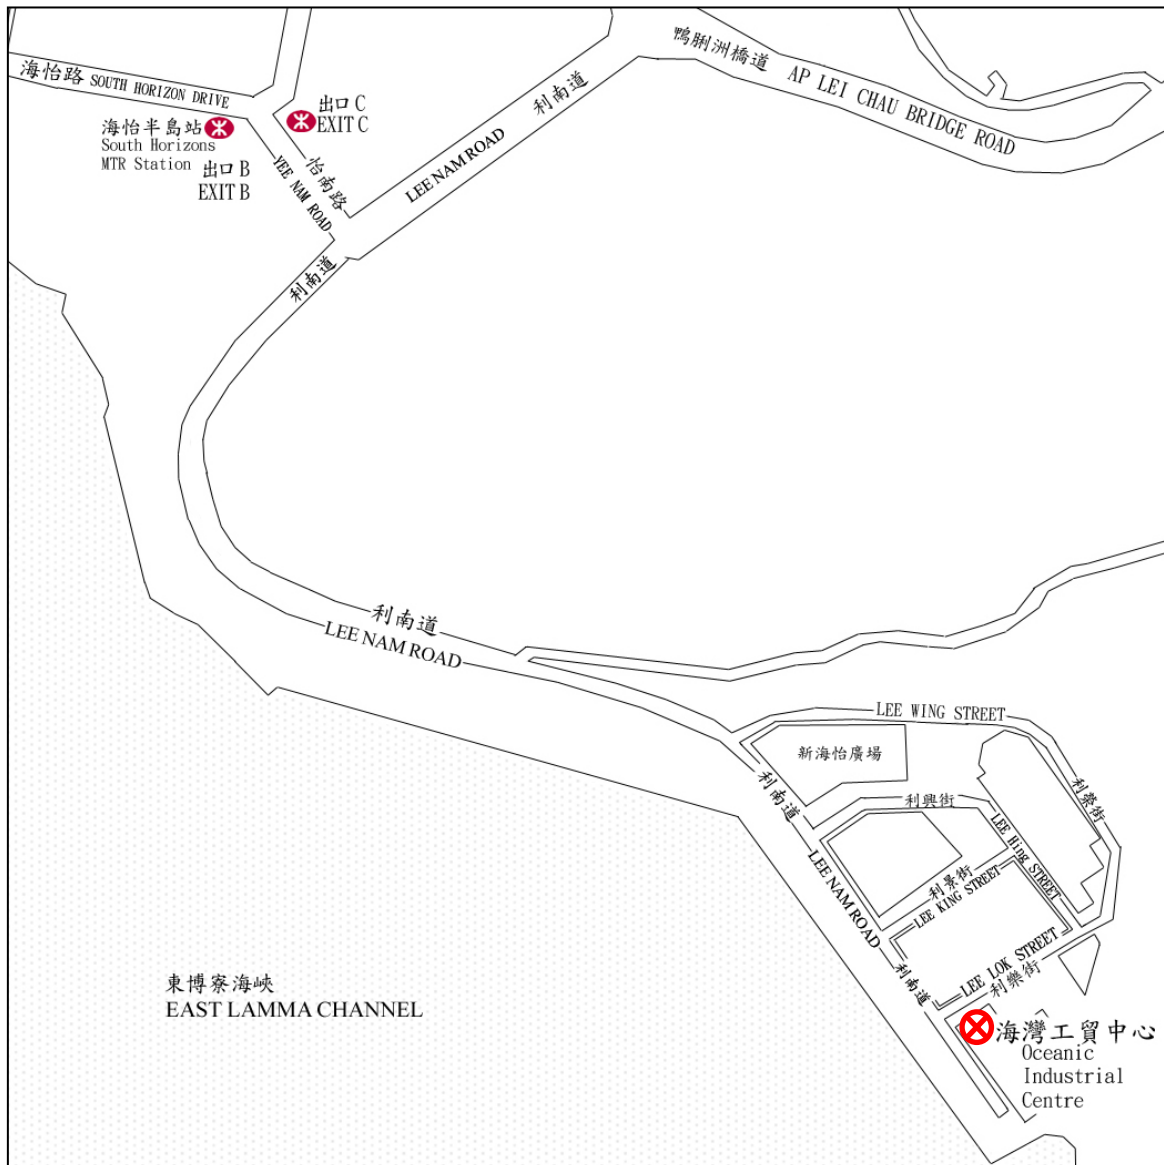 鴨脷洲橋道 AP LEI CHAU BRIDGE ROAD
海怡路 SOUTH HORIZON DRIVE
利南道
LEE NAM ROAD
出口 C
EXIT C
海怡半島站
South Horizons
MTR Station
出口 B
EXIT B
怡南路
YEE NAM ROAD
利南道
利南道
LEE NAM ROAD
LEE WING STREET
新海怡廣場
利南道
利榮街
利興街
LEE Hing STREET
LEE NAM ROAD
利景街
LEE KING STREET
LEE LOK STREET
利樂街
利南道
東博寮海峽
EAST LAMMA CHANNEL
海灣工貿中心
Oceanic
Industrial
Centre